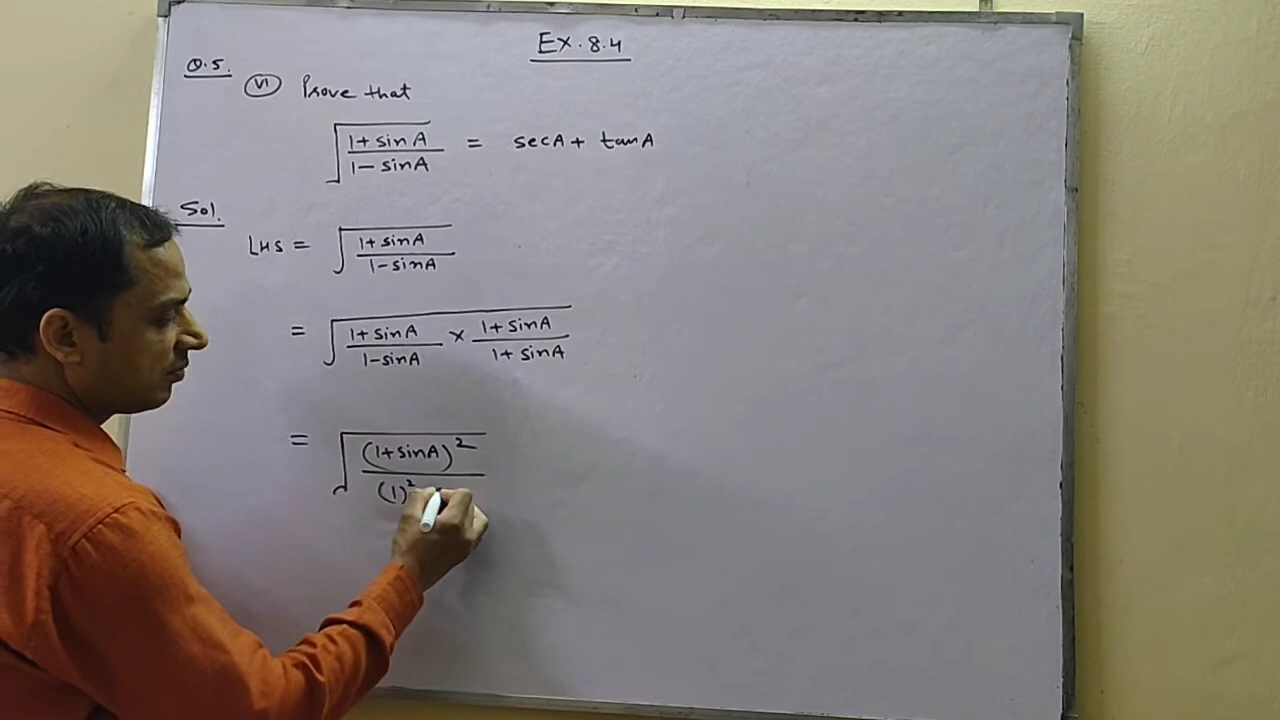 Ex. 8.4
Q.5.
(VI) Prove that
√(1+sinA / 1-sinA) = secA + tanA
Sol.
LHS = √(1+sinA / 1-sinA)
= √(1+sinA / 1-sinA × 1+sinA / 1+sinA)
= √((1+sinA)² / (1)²